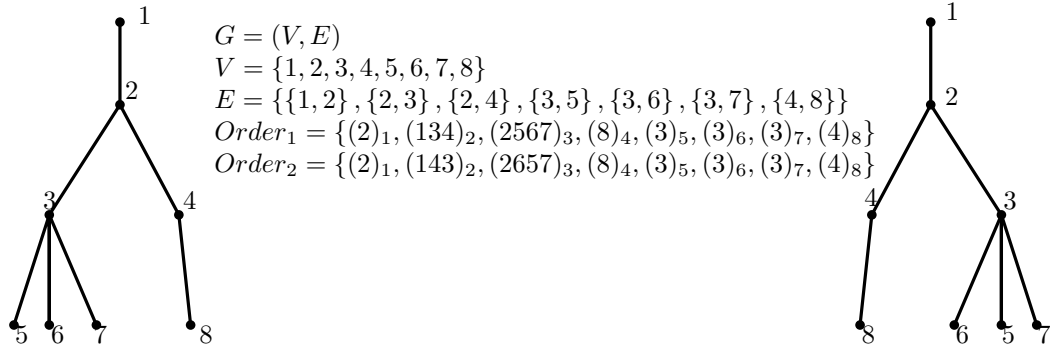 1
2
3
4
5 6 7 8
$G = (V, E)$
$V = \{1, 2, 3, 4, 5, 6, 7, 8\}$
$E = \{\{1, 2\}, \{2, 3\}, \{2, 4\}, \{3, 5\}, \{3, 6\}, \{3, 7\}, \{4, 8\}\}$
$Order_1 = \{(2)_1, (134)_2, (2567)_3, (8)_4, (3)_5, (3)_6, (3)_7, (4)_8\}$
$Order_2 = \{(2)_1, (143)_2, (2657)_3, (8)_4, (3)_5, (3)_6, (3)_7, (4)_8\}$
1
2
4 3
8 6 5 7